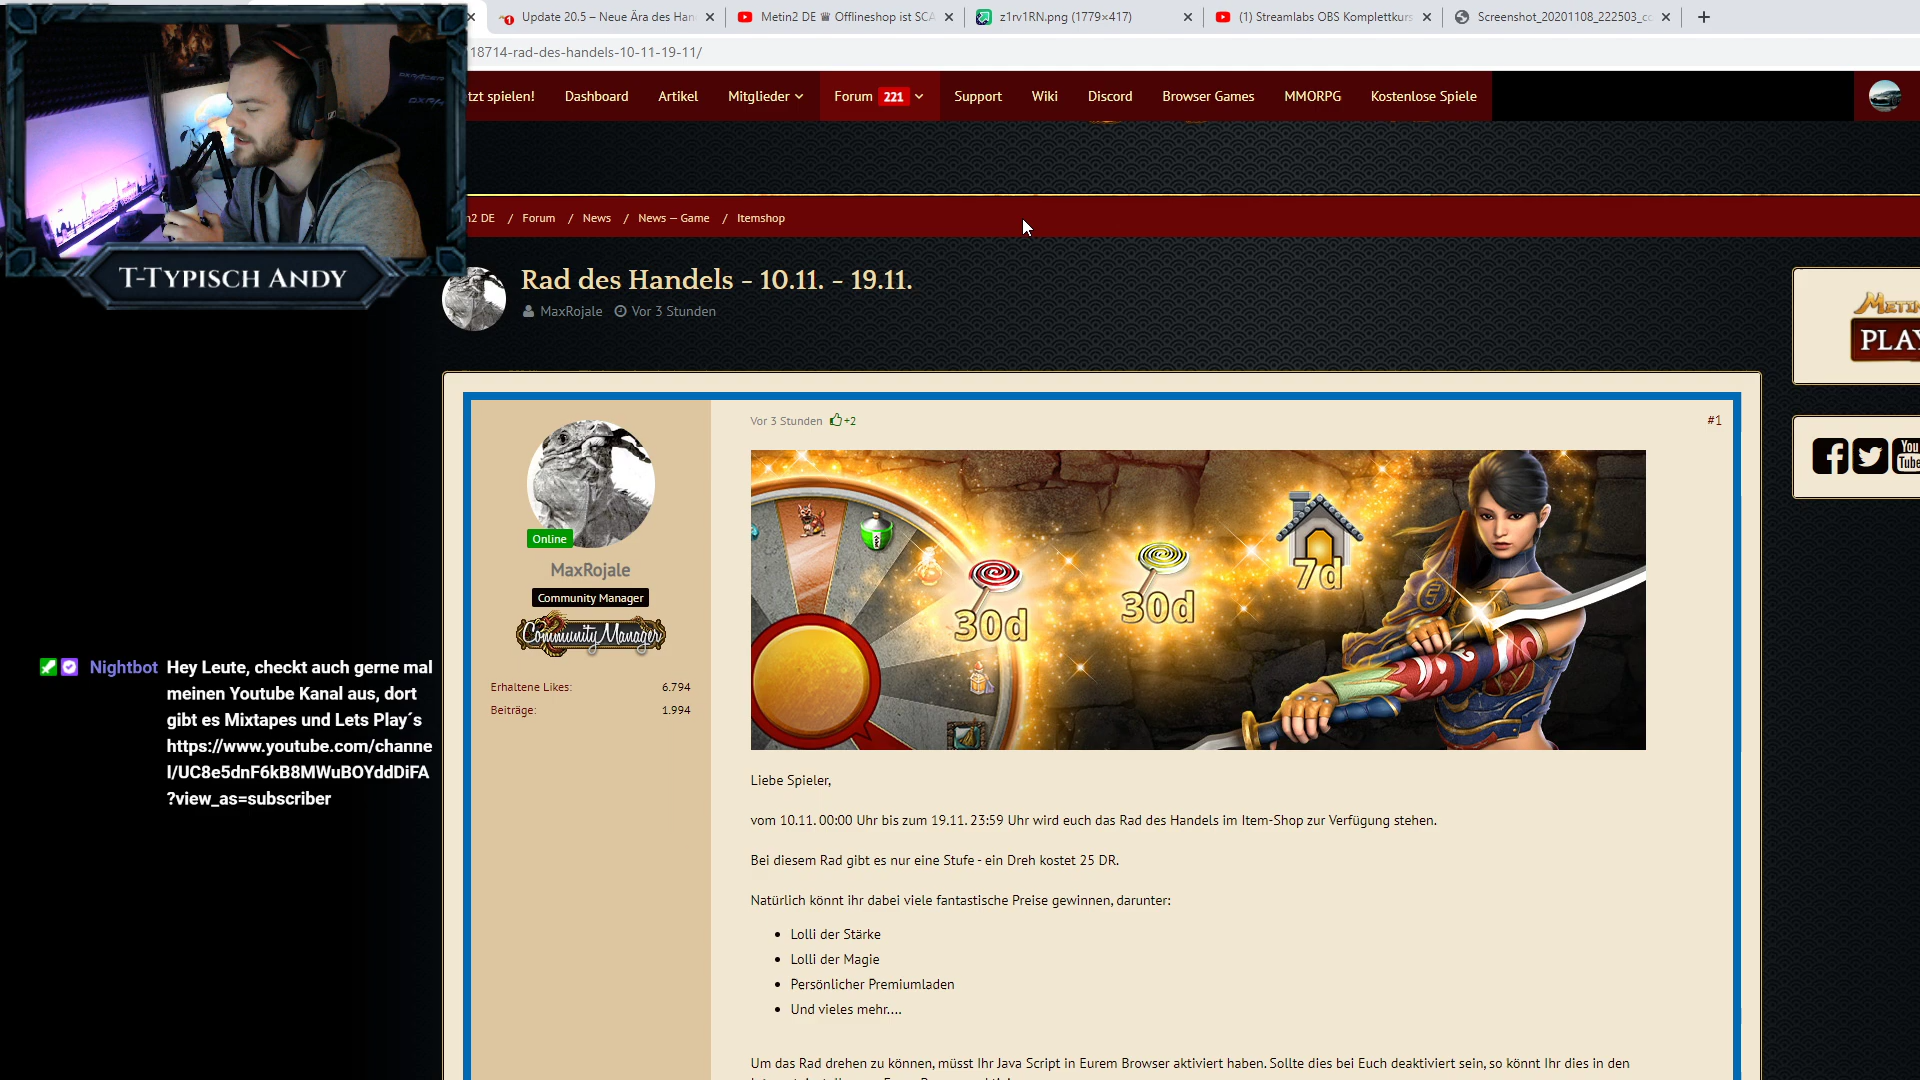 Update 20.5 – Neue Ära des Han
Metin2 DE ♛ Offlineshop ist SCA
z1rv1RN.png (1779×417)
(1) Streamlabs OBS Komplettkurs
Screenshot_20201108_222503_co
18714-rad-des-handels-10-11-19-11/
tzt spielen!
Dashboard
Artikel
Mitglieder
Forum 221
Support
Wiki
Discord
Browser Games
MMORPG
Kostenlose Spiele
n2 DE / Forum / News / News — Game / Itemshop
T-Typisch Andy
Rad des Handels - 10.11. - 19.11.
MaxRojale Vor 3 Stunden
PLAY
You
Tube
Vor 3 Stunden +2
#1
30d
30d
7d
Online
MaxRojale
Community Manager
Community Manager
Erhaltene Likes: 6.794
Beiträge: 1.994
Nightbot Hey Leute, checkt auch gerne mal
meinen Youtube Kanal aus, dort
gibt es Mixtapes und Lets Play´s
https://www.youtube.com/channe
l/UC8e5dnF6kB8MWuBOYddDiFA
?view_as=subscriber
Liebe Spieler,
vom 10.11. 00:00 Uhr bis zum 19.11. 23:59 Uhr wird euch das Rad des Handels im Item-Shop zur Verfügung stehen.
Bei diesem Rad gibt es nur eine Stufe - ein Dreh kostet 25 DR.
Natürlich könnt ihr dabei viele fantastische Preise gewinnen, darunter:
Lolli der Stärke
Lolli der Magie
Persönlicher Premiumladen
Und vieles mehr....
Um das Rad drehen zu können, müsst Ihr Java Script in Eurem Browser aktiviert haben. Sollte dies bei Euch deaktiviert sein, so könnt Ihr dies in den